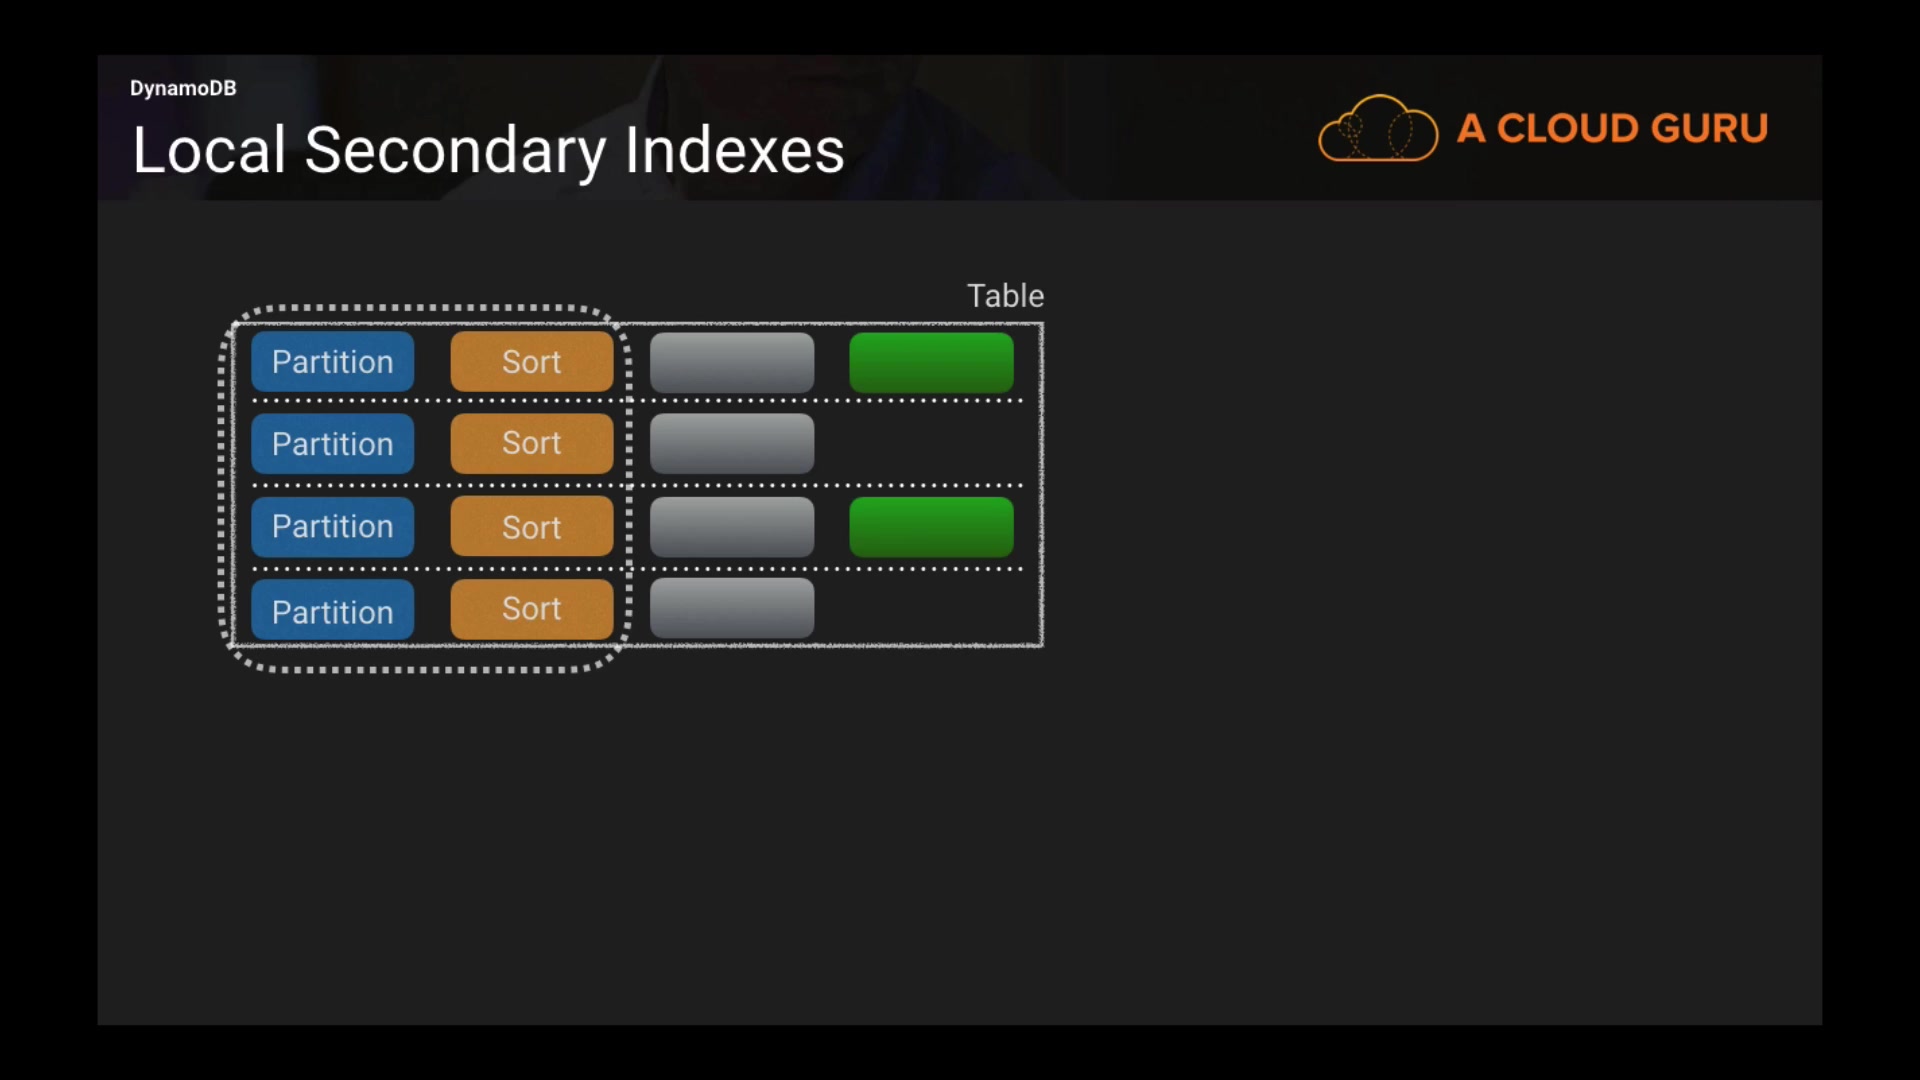 DynamoDB
Local Secondary Indexes
A CLOUD GURU
Table
Partition Sort
Partition Sort
Partition Sort
Partition Sort